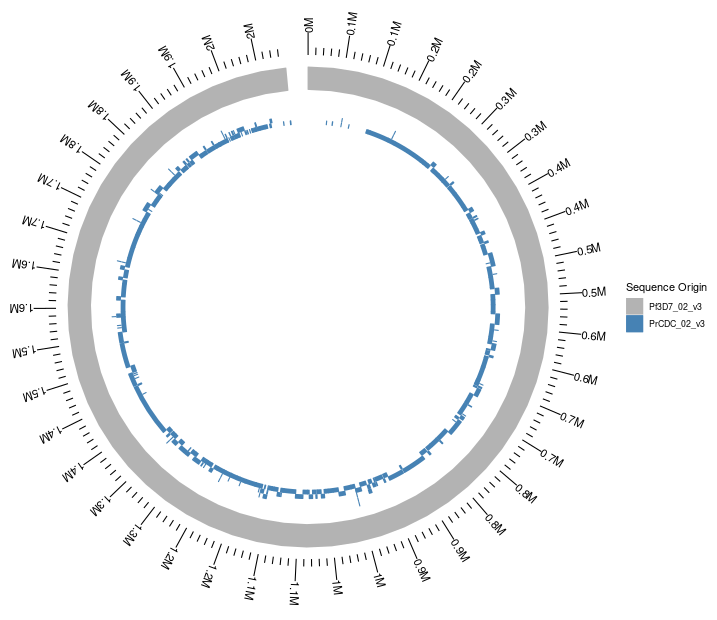 0M
0.1M
0.1M
0.2M
0.2M
0.3M
0.3M
0.4M
0.4M
0.5M
0.5M
0.6M
0.6M
0.7M
0.7M
0.8M
0.8M
0.9M
0.9M
1M
1M
1.1M
1.1M
1.2M
1.2M
1.3M
1.3M
1.4M
1.4M
1.5M
1.5M
1.6M
1.6M
1.7M
1.7M
1.8M
1.8M
1.9M
1.9M
2M
2M
Sequence Origin
Pf3D7_02_v3
PrCDC_02_v3